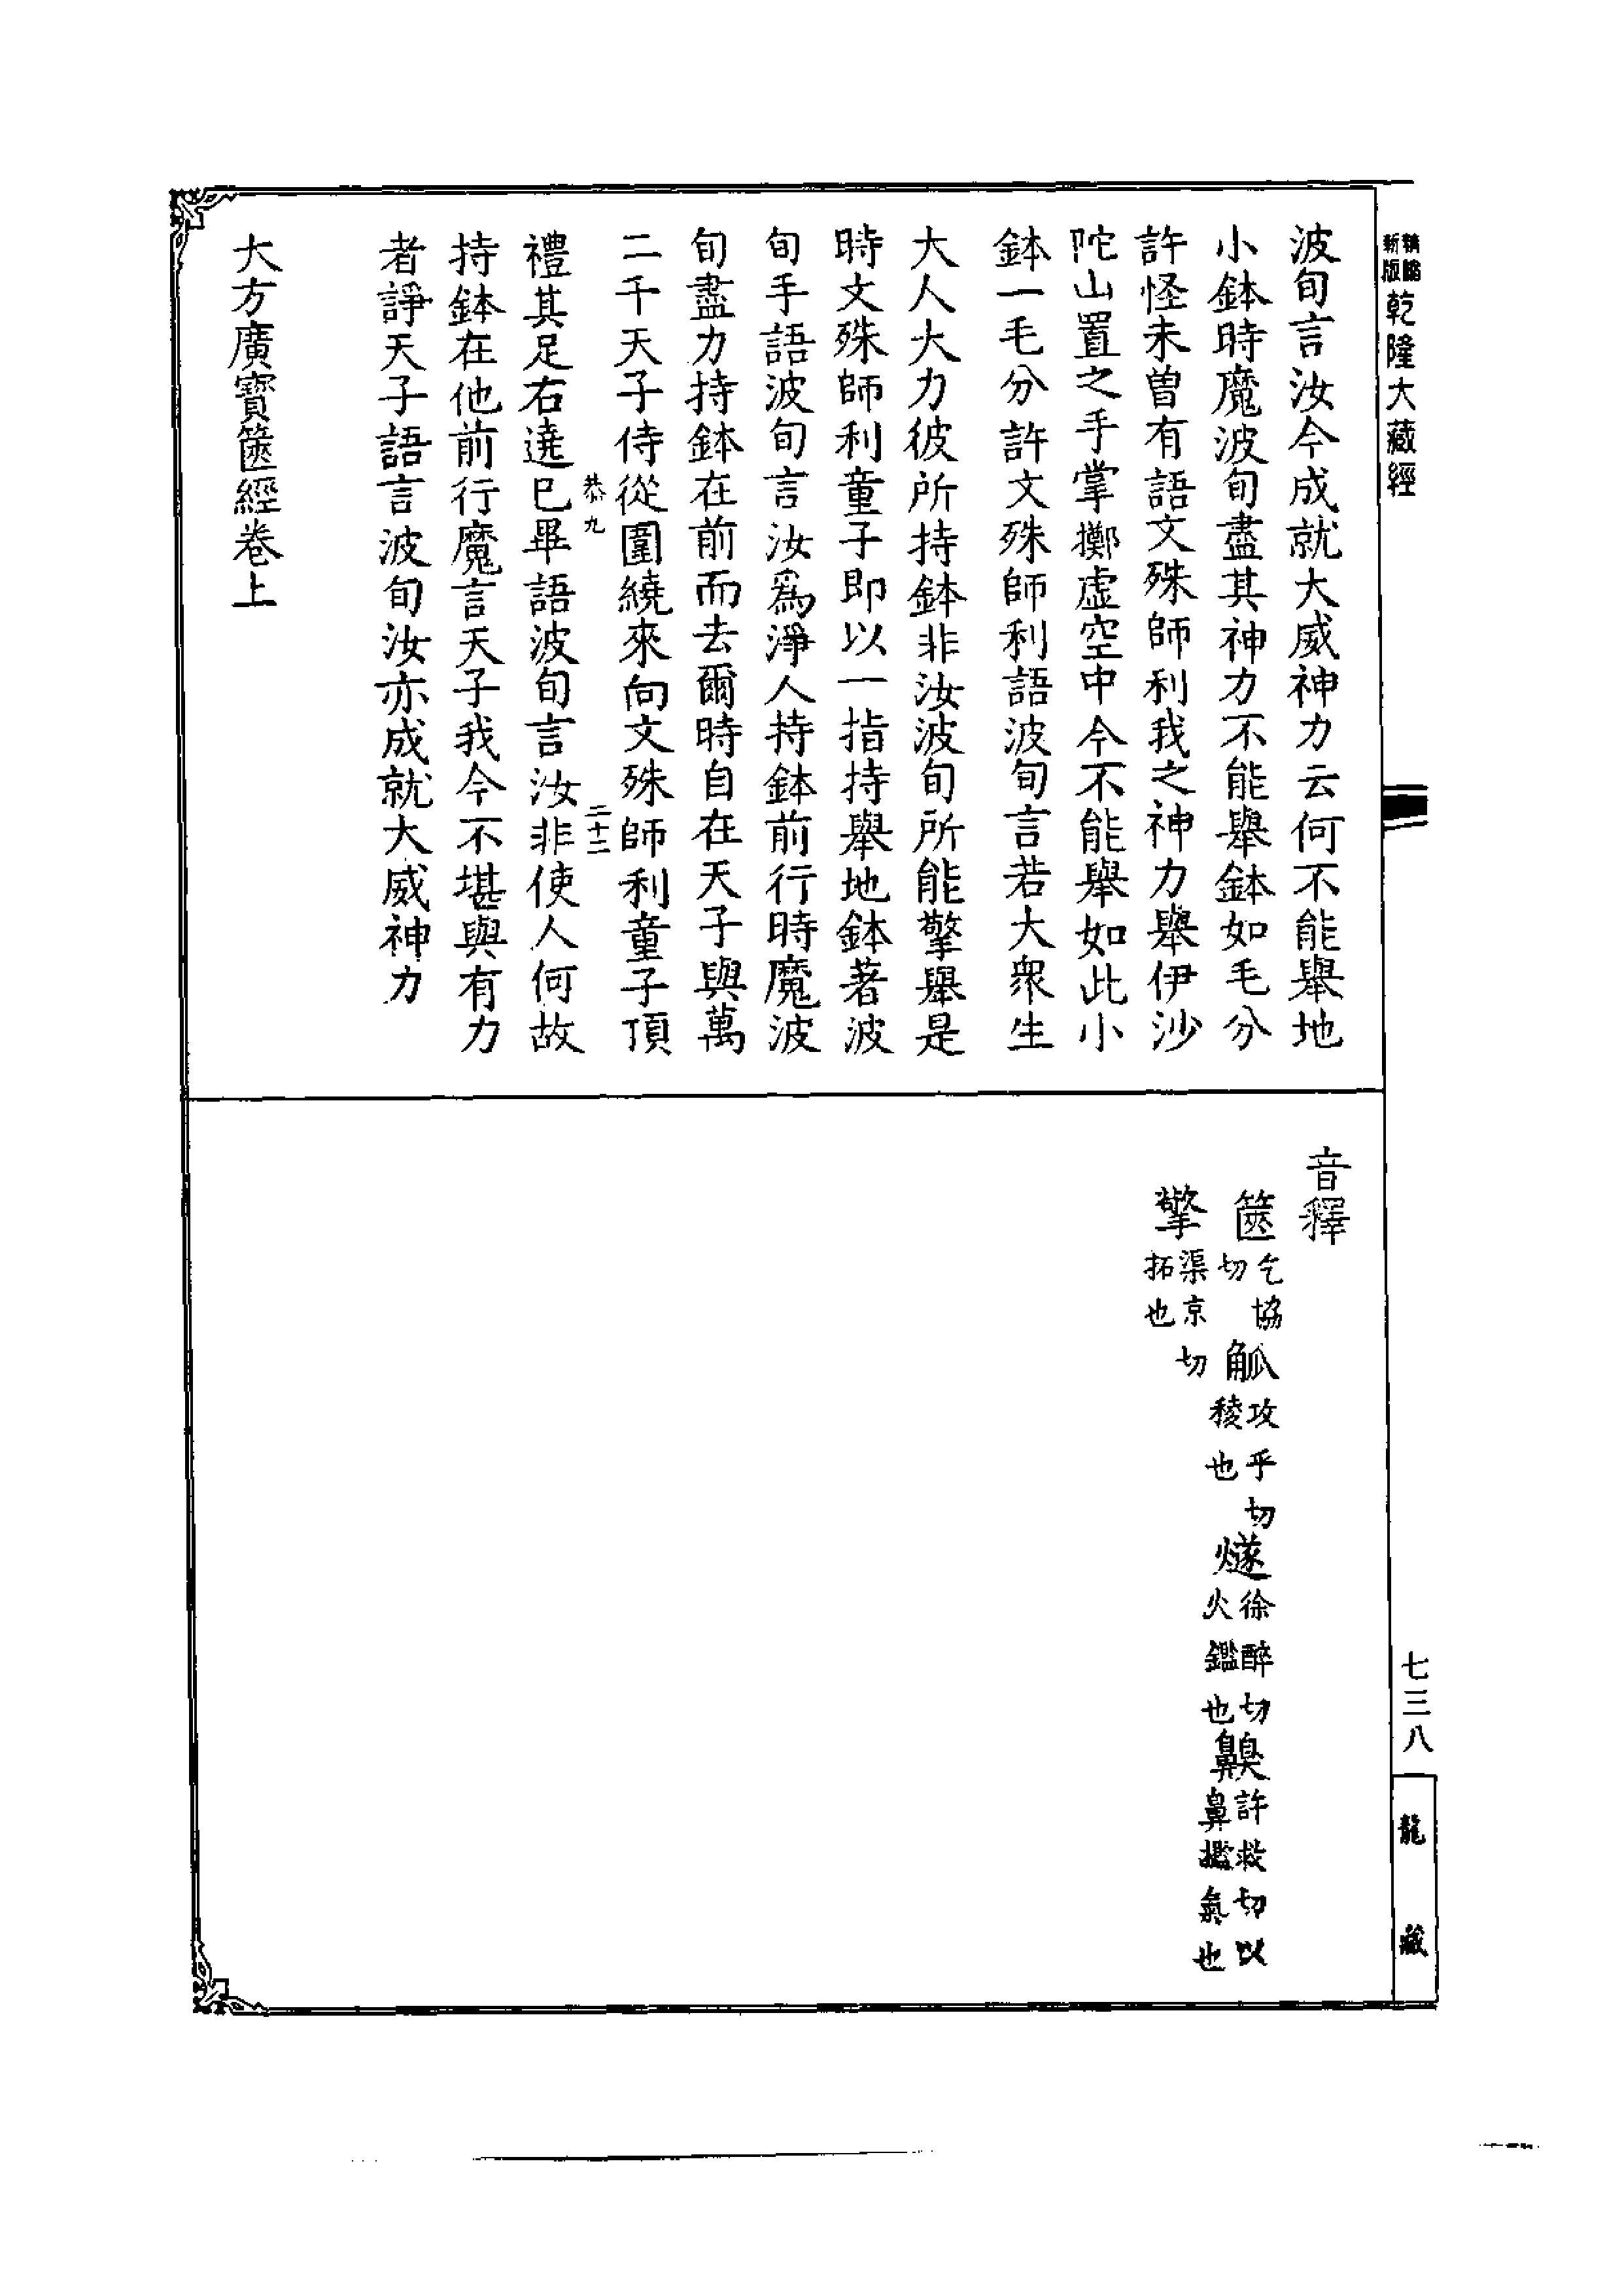 新版
乾隆大藏經
波旬言汝今成就大威神力云何不能舉地
小鉢時魔波旬盡其神力不能舉鉢如毛分
許怪未曾有語文殊師利我之神力舉伊沙
陀山置之手掌擲虛空中今不能舉如此小
鉢一毛分許文殊師利語波旬言若大衆生
大人大力彼所持鉢非汝波旬所能擎舉是
時文殊師利童子即以一指持舉地鉢著波
旬手語波旬言汝爲淨人持鉢前行時魔波
旬盡力持鉢在前而去爾時自在天子與萬
二千天子侍從圍繞來向文殊師利童子頂
恭九
二十二
禮其足右遶已畢語波旬言汝非使人何故
持鉢在他前行魔言天子我今不堪與有力
者諍天子語言波旬汝亦成就大威神力
大方廣寶篋經卷上
音釋
篋乞協切觚攻乎切稜也燧徐醉切火鑑也齅許救切以鼻㩜氣也
擎渠京切拓也
七三八
龍藏